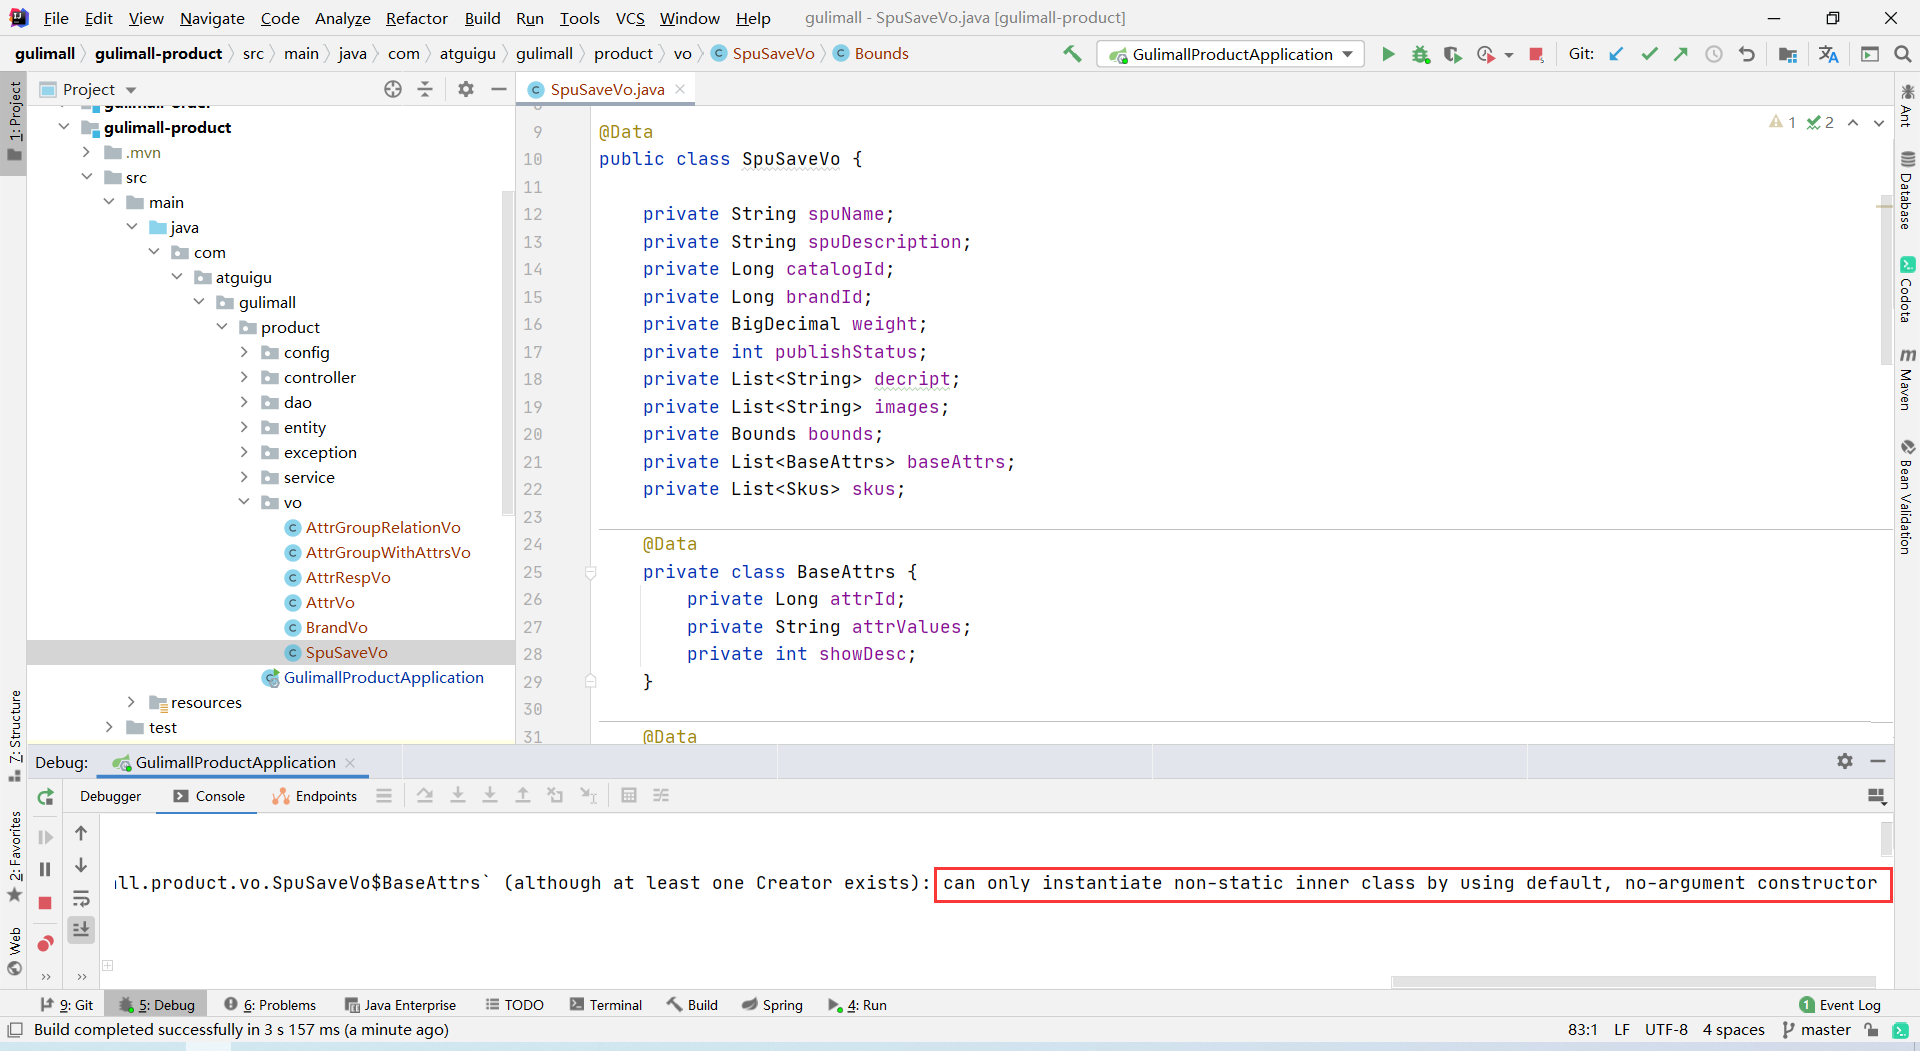 File Edit View Navigate Code Analyze Refactor Build Run Tools VCS Window Help gulimall - SpuSaveVo.java [gulimall-product]
gulimall gulimall-product src main java com atguigu gulimall product vo SpuSaveVo Bounds GulimallProductApplication Git:
1: Project
Project
SpuSaveVo.java
gulimall-order
gulimall-product
.mvn
src
main
java
com
atguigu
gulimall
product
config
controller
dao
entity
exception
service
vo
AttrGroupRelationVo
AttrGroupWithAttrsVo
AttrRespVo
AttrVo
BrandVo
SpuSaveVo
GulimallProductApplication
resources
test
1 2
8
9 @Data
10 public class SpuSaveVo {
11
12 private String spuName;
13 private String spuDescription;
14 private Long catalogId;
15 private Long brandId;
16 private BigDecimal weight;
17 private int publishStatus;
18 private List<String> decript;
19 private List<String> images;
20 private Bounds bounds;
21 private List<BaseAttrs> baseAttrs;
22 private List<Skus> skus;
23
24 @Data
25 private class BaseAttrs {
26 private Long attrId;
27 private String attrValues;
28 private int showDesc;
29 }
30
31 @Data
Ant
Database
Codota
Maven
Bean Validation
7: Structure
2: Favorites
Web
Debug: GulimallProductApplication
Debugger Console Endpoints
all.product.vo.SpuSaveVo$BaseAttrs` (although at least one Creator exists): can only instantiate non-static inner class by using default, no-argument constructor
9: Git 5: Debug 6: Problems Java Enterprise TODO Terminal Build Spring 4: Run 1 Event Log
Build completed successfully in 3 s 157 ms (a minute ago) 83:1 LF UTF-8 4 spaces master